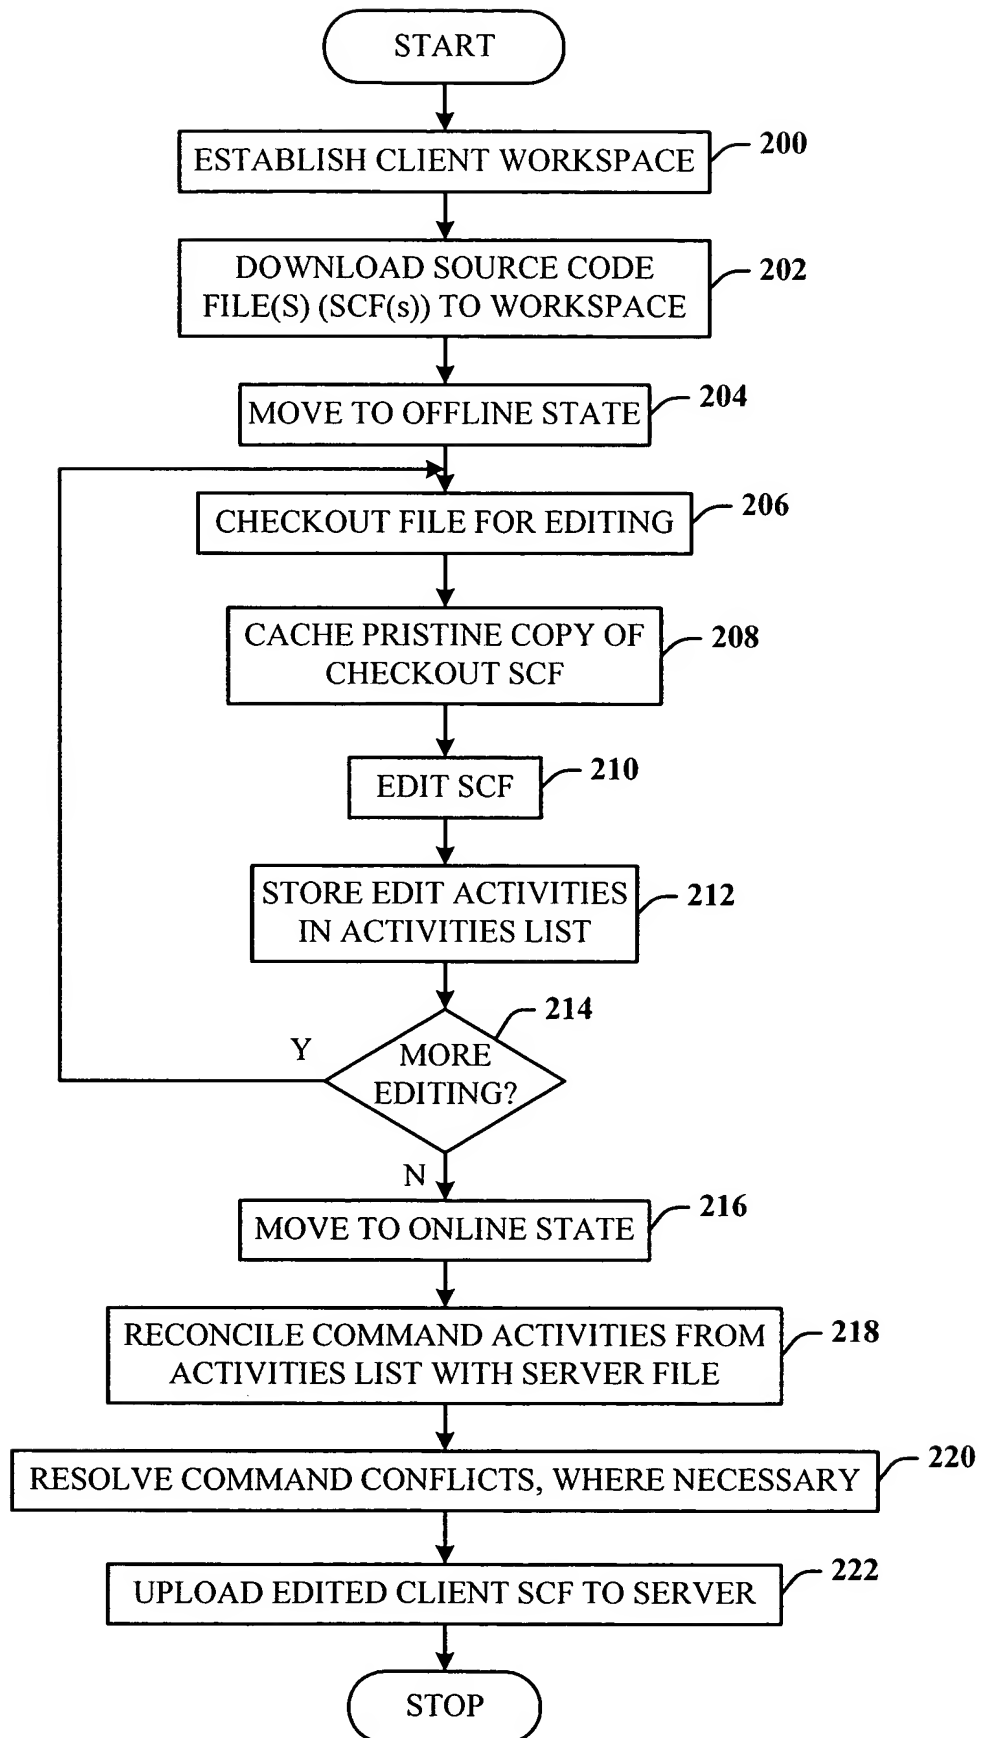 START
ESTABLISH CLIENT WORKSPACE
200
DOWNLOAD SOURCE CODE
FILE(S) (SCF(s)) TO WORKSPACE
202
MOVE TO OFFLINE STATE
204
CHECKOUT FILE FOR EDITING
206
CACHE PRISTINE COPY OF
CHECKOUT SCF
208
EDIT SCF
210
STORE EDIT ACTIVITIES
IN ACTIVITIES LIST
212
214
Y
MORE
EDITING?
N
MOVE TO ONLINE STATE
216
RECONCILE COMMAND ACTIVITIES FROM
ACTIVITIES LIST WITH SERVER FILE
218
RESOLVE COMMAND CONFLICTS, WHERE NECESSARY
220
UPLOAD EDITED CLIENT SCF TO SERVER
222
STOP